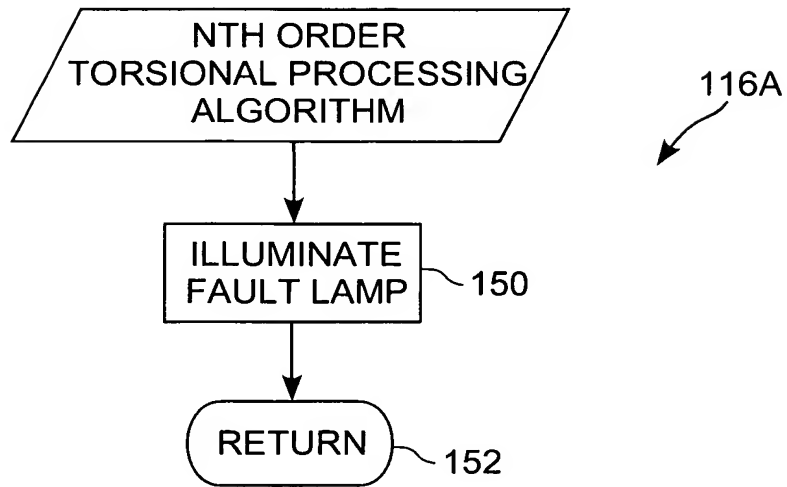 NTH ORDER
TORSIONAL PROCESSING
ALGORITHM
116A
ILLUMINATE
FAULT LAMP
150
RETURN
152